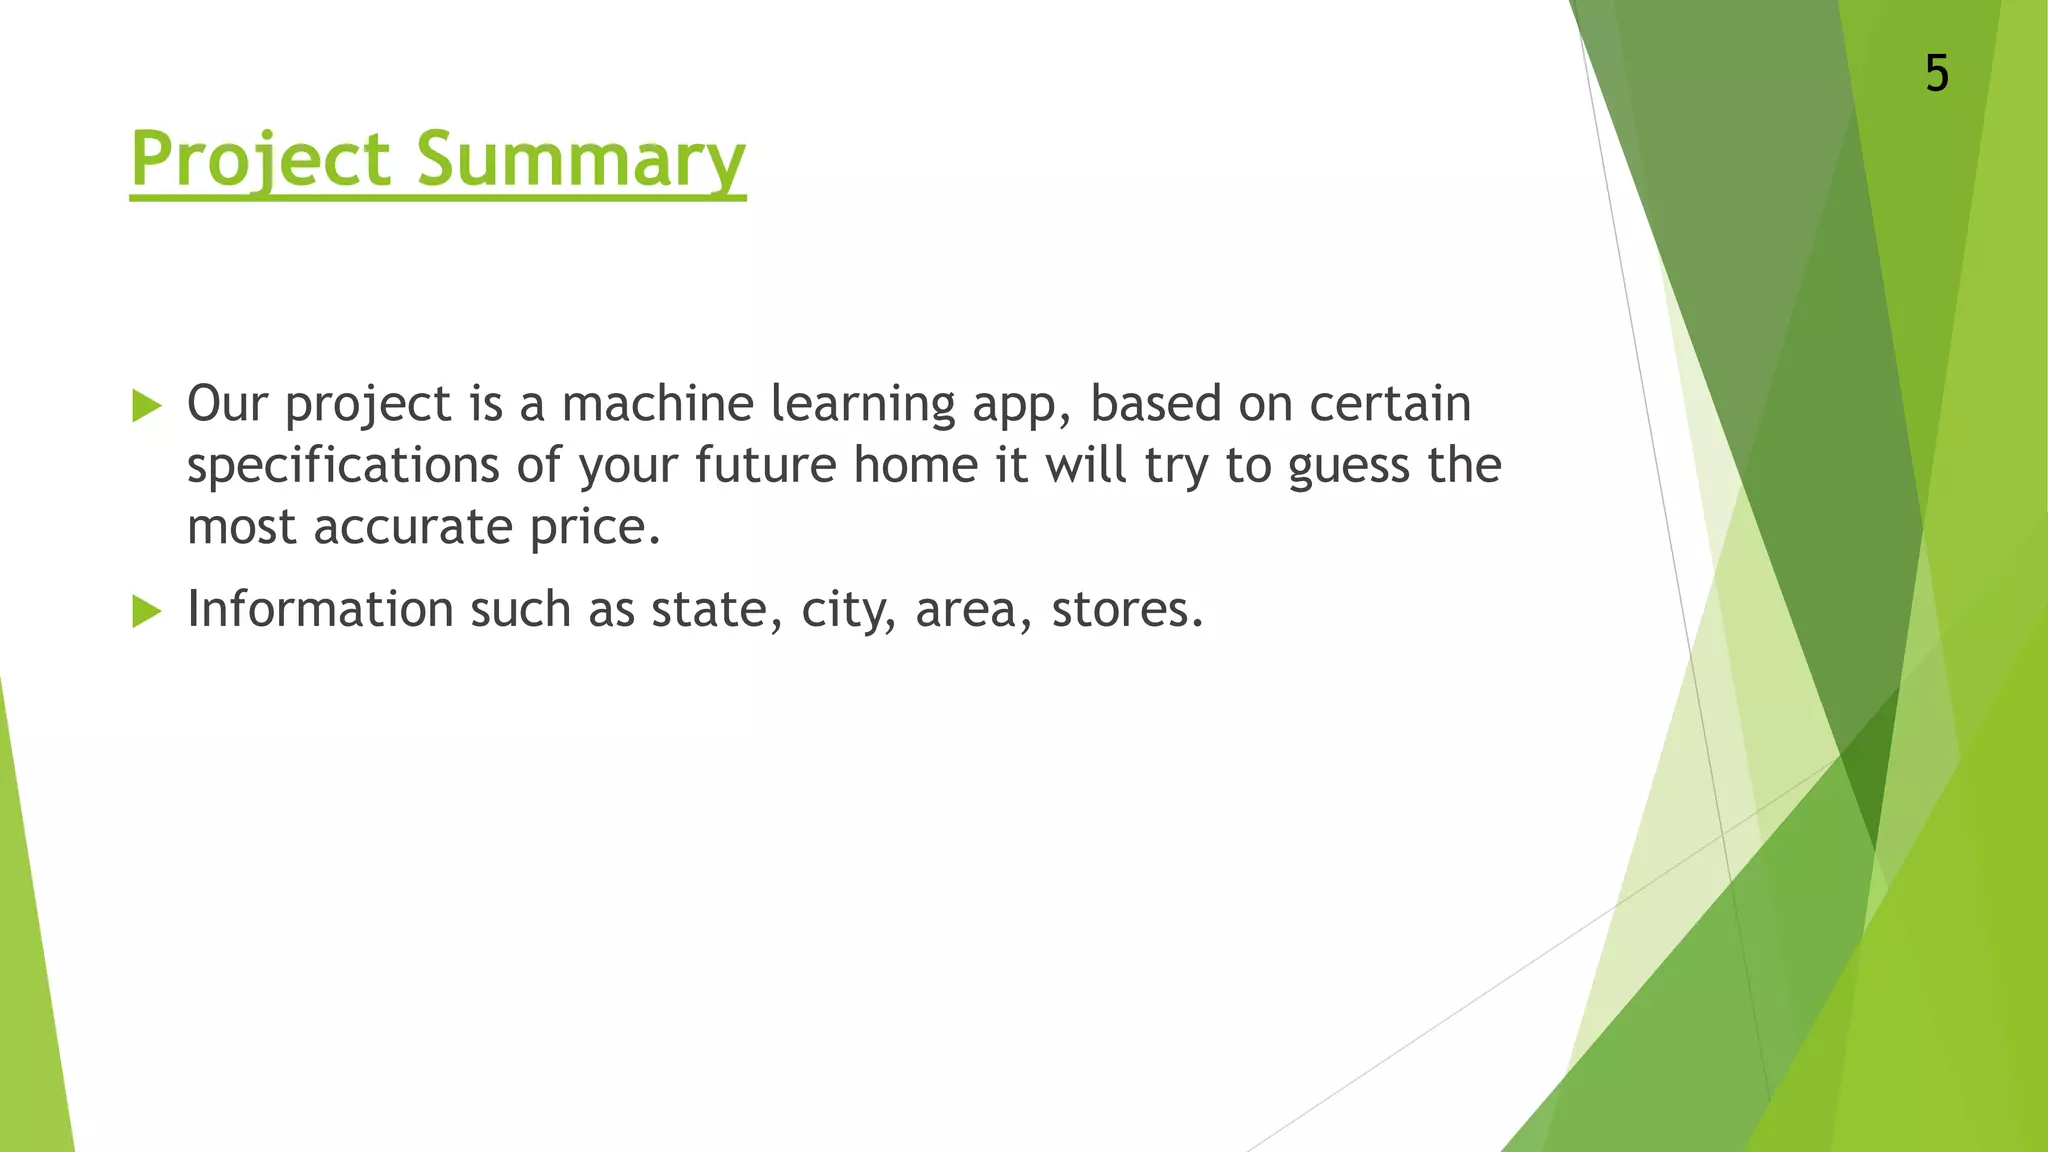 5
Project Summary
Our project is a machine learning app, based on certain
specifications of your future home it will try to guess the
most accurate price.
Information such as state, city, area, stores.